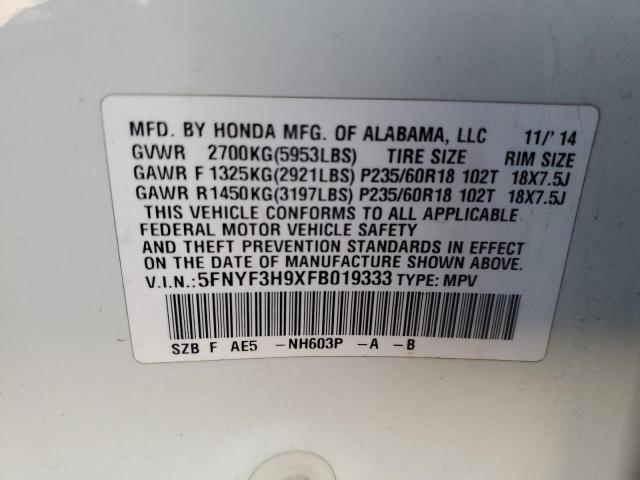 MFD. BY HONDA MFG. OF ALABAMA, LLC 11/'14
GVWR 2700KG(5953LBS) TIRE SIZE RIM SIZE
GAWR F 1325KG(2921LBS) P235/60R18 102T 18X7.5J
GAWR R1450KG(3197LBS) P235/60R18 102T 18X7.5J
THIS VEHICLE CONFORMS TO ALL APPLICABLE
FEDERAL MOTOR VEHICLE SAFETY
AND THEFT PREVENTION STANDARDS IN EFFECT
ON THE DATE OF MANUFACTURE SHOWN ABOVE.
V.I.N.:5FNYF3H9XFB019333 TYPE: MPV
SZB F AE5 -NH603P -A -B